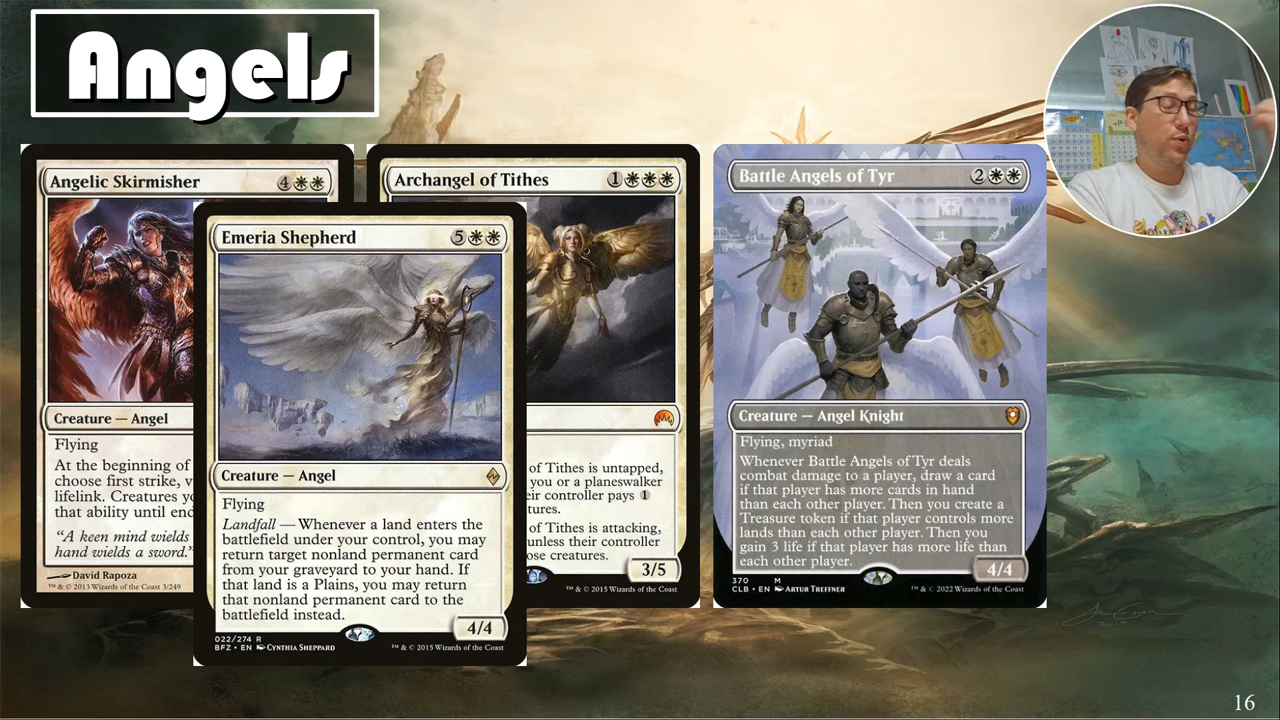 Angels
Angelic Skirmisher 4
Creature — Angel
Flying
At the beginning of
choose first strike, v
lifelink. Creatures yo
that ability until end
“A keen mind wields
hand wields a sword.”
David Rapoza
™ & © 2013 Wizards of the Coast 3/249
Emeria Shepherd 5
Creature — Angel
Flying
Landfall — Whenever a land enters the
battlefield under your control, you may
return target nonland permanent card
from your graveyard to your hand. If
that land is a Plains, you may return
that nonland permanent card to the
battlefield instead.
4/4
022/274 R
BFZ • EN Cynthia Sheppard
™ & © 2015 Wizards of the Coast
Archangel of Tithes 1
of Tithes is untapped,
you or a planeswalker
eir controller pays 1
tures.
of Tithes is attacking,
unless their controller
ose creatures.
3/5
™ & © 2015 Wizards of the Coast
Battle Angels of Tyr 2
Creature — Angel Knight
Flying, myriad
Whenever Battle Angels of Tyr deals
combat damage to a player, draw a card
if that player has more cards in hand
than each other player. Then you create a
Treasure token if that player controls more
lands than each other player. Then you
gain 3 life if that player has more life than
each other player.
4/4
370 M
CLB • EN Artur Treffner
™ & © 2022 Wizards of the Coast
16